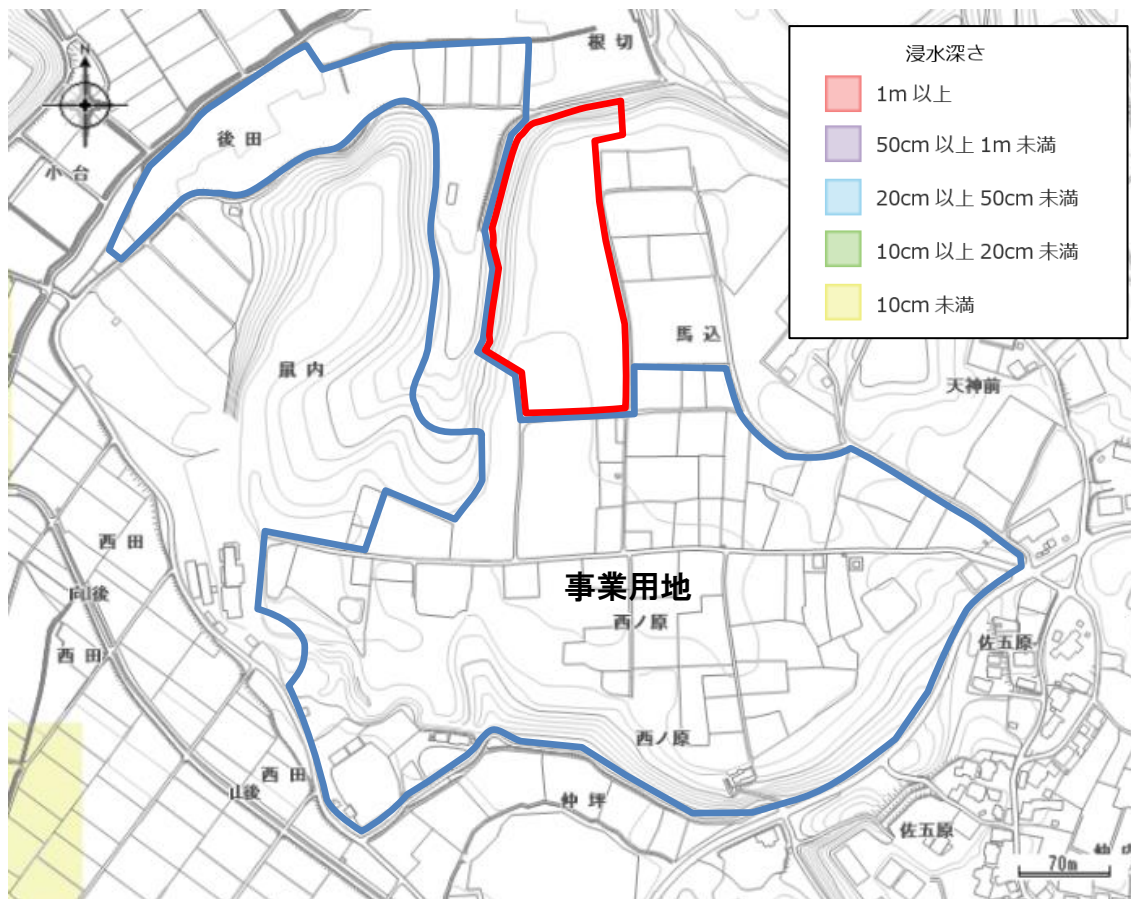 浸水深さ
1m 以上
50cm 以上 1m 未満
20cm 以上 50cm 未満
10cm 以上 20cm 未満
10cm 未満
N
根切
後田
小台
馬込
鼠内
天神前
西田
向山後
西田
事業用地
西ノ原
佐五原
西ノ原
西田
山後
仲坪
佐五原
70m